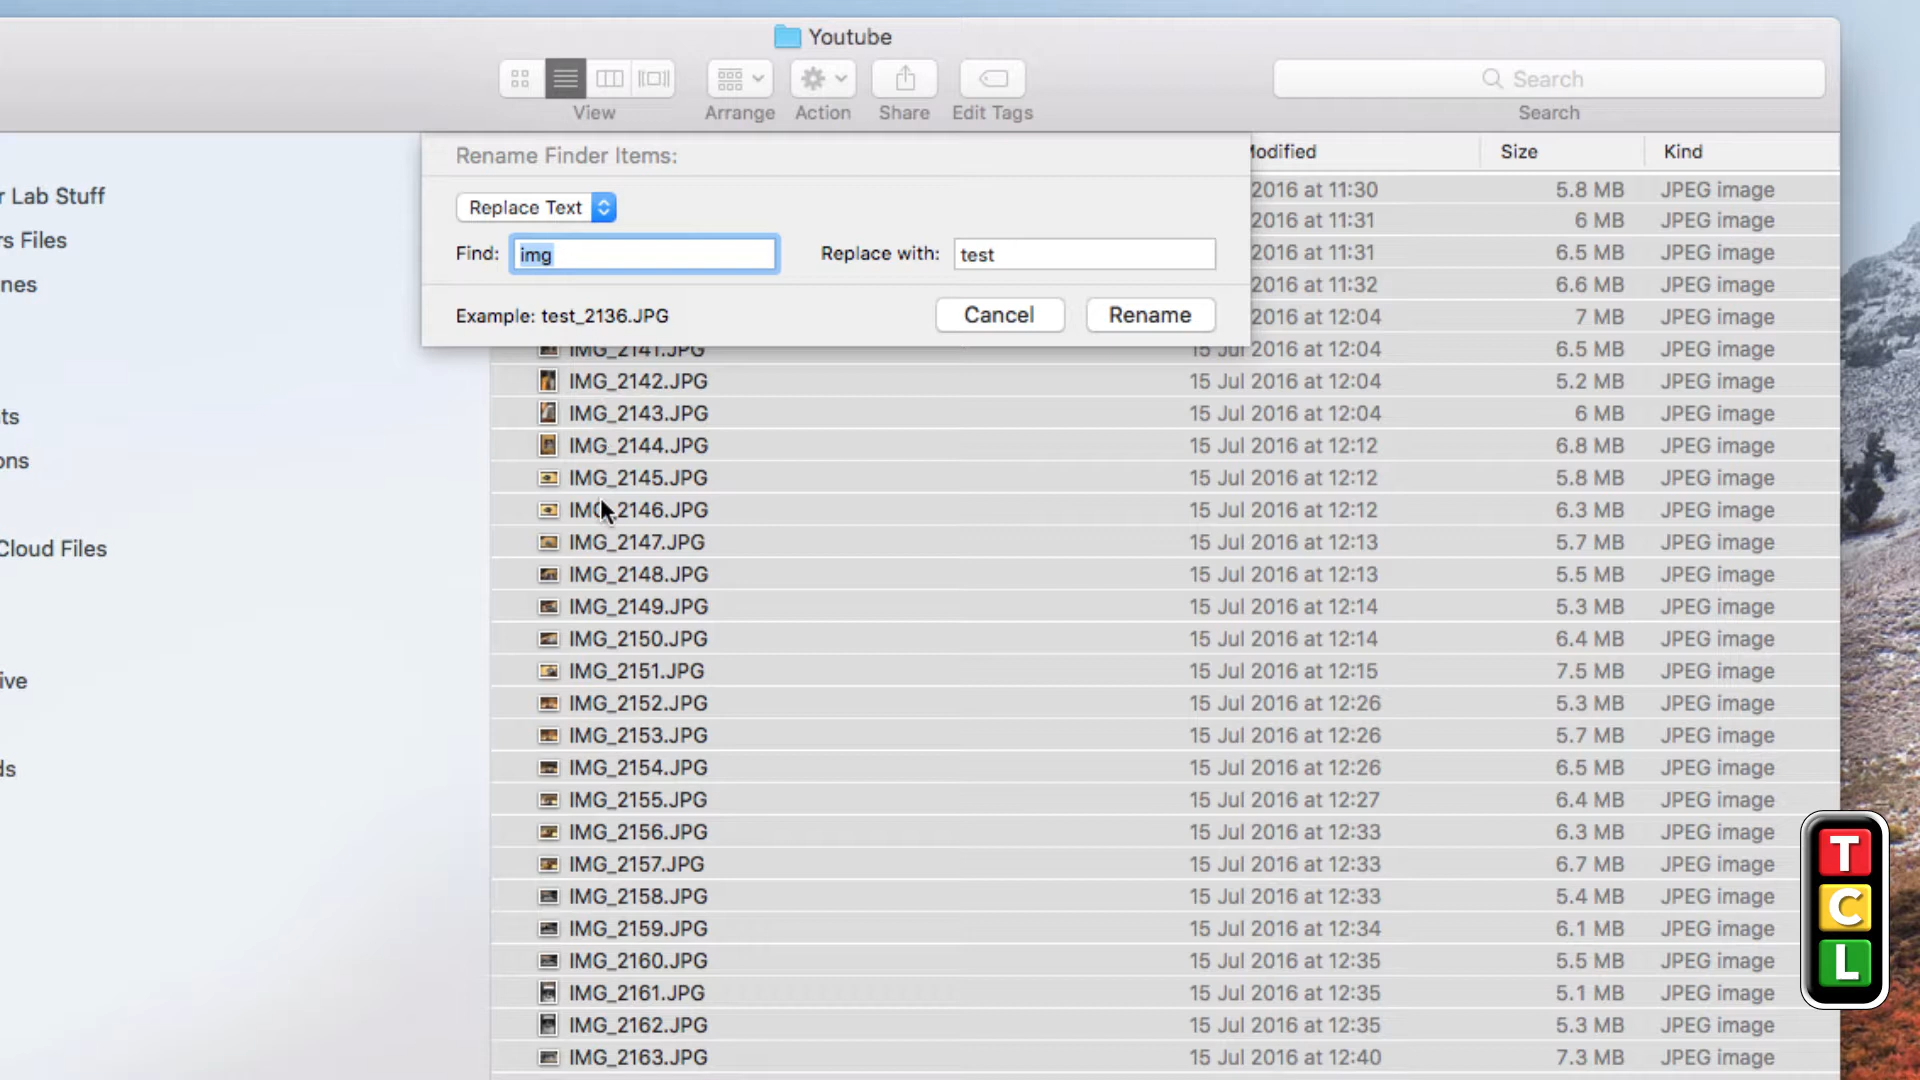 Youtube
Search
View Arrange Action Share Edit Tags Search
Rename Finder Items:
Modified Size Kind
Lab Stuff
2016 at 11:30 5.8 MB JPEG image
Replace Text
2016 at 11:31 6 MB JPEG image
Files
2016 at 11:31 6.5 MB JPEG image
Find: img Replace with: test
2016 at 11:32 6.6 MB JPEG image
Example: test_2136.JPG Cancel Rename
2016 at 12:04 7 MB JPEG image
IMG_2141.JPG 15 Jul 2016 at 12:04 6.5 MB JPEG image
IMG_2142.JPG 15 Jul 2016 at 12:04 5.2 MB JPEG image
IMG_2143.JPG 15 Jul 2016 at 12:04 6 MB JPEG image
IMG_2144.JPG 15 Jul 2016 at 12:12 6.8 MB JPEG image
IMG_2145.JPG 15 Jul 2016 at 12:12 5.8 MB JPEG image
IMG_2146.JPG 15 Jul 2016 at 12:12 6.3 MB JPEG image
Cloud Files
IMG_2147.JPG 15 Jul 2016 at 12:13 5.7 MB JPEG image
IMG_2148.JPG 15 Jul 2016 at 12:13 5.5 MB JPEG image
IMG_2149.JPG 15 Jul 2016 at 12:14 5.3 MB JPEG image
IMG_2150.JPG 15 Jul 2016 at 12:14 6.4 MB JPEG image
IMG_2151.JPG 15 Jul 2016 at 12:15 7.5 MB JPEG image
IMG_2152.JPG 15 Jul 2016 at 12:26 5.3 MB JPEG image
IMG_2153.JPG 15 Jul 2016 at 12:26 5.7 MB JPEG image
IMG_2154.JPG 15 Jul 2016 at 12:26 6.5 MB JPEG image
IMG_2155.JPG 15 Jul 2016 at 12:27 6.4 MB JPEG image
IMG_2156.JPG 15 Jul 2016 at 12:33 6.3 MB JPEG image
IMG_2157.JPG 15 Jul 2016 at 12:33 6.7 MB JPEG image
IMG_2158.JPG 15 Jul 2016 at 12:33 5.4 MB JPEG image
IMG_2159.JPG 15 Jul 2016 at 12:34 6.1 MB JPEG image
IMG_2160.JPG 15 Jul 2016 at 12:35 5.5 MB JPEG image
IMG_2161.JPG 15 Jul 2016 at 12:35 5.1 MB JPEG image
IMG_2162.JPG 15 Jul 2016 at 12:35 5.3 MB JPEG image
IMG_2163.JPG 15 Jul 2016 at 12:40 7.3 MB JPEG image
T
C
L